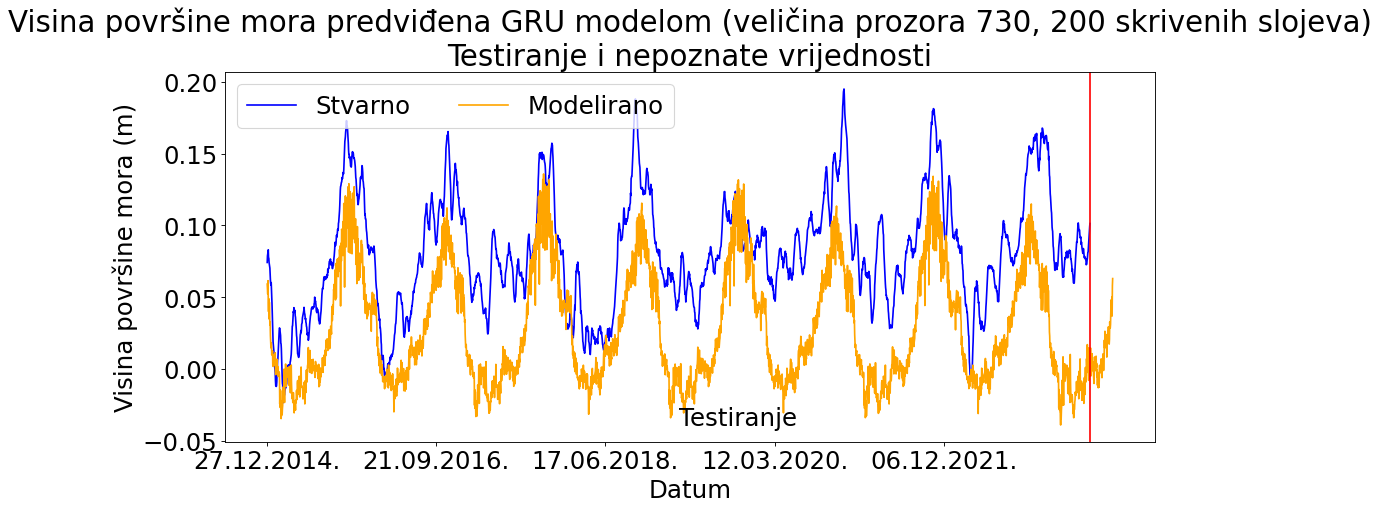 Visina površine mora predviđena GRU modelom (veličina prozora 730, 200 skrivenih slojeva)
Testiranje i nepoznate vrijednosti
Stvarno Modelirano
Visina površine mora (m)
0.20
0.15
0.10
0.05
0.00
−0.05
Testiranje
27.12.2014. 21.09.2016. 17.06.2018. 12.03.2020. 06.12.2021.
Datum